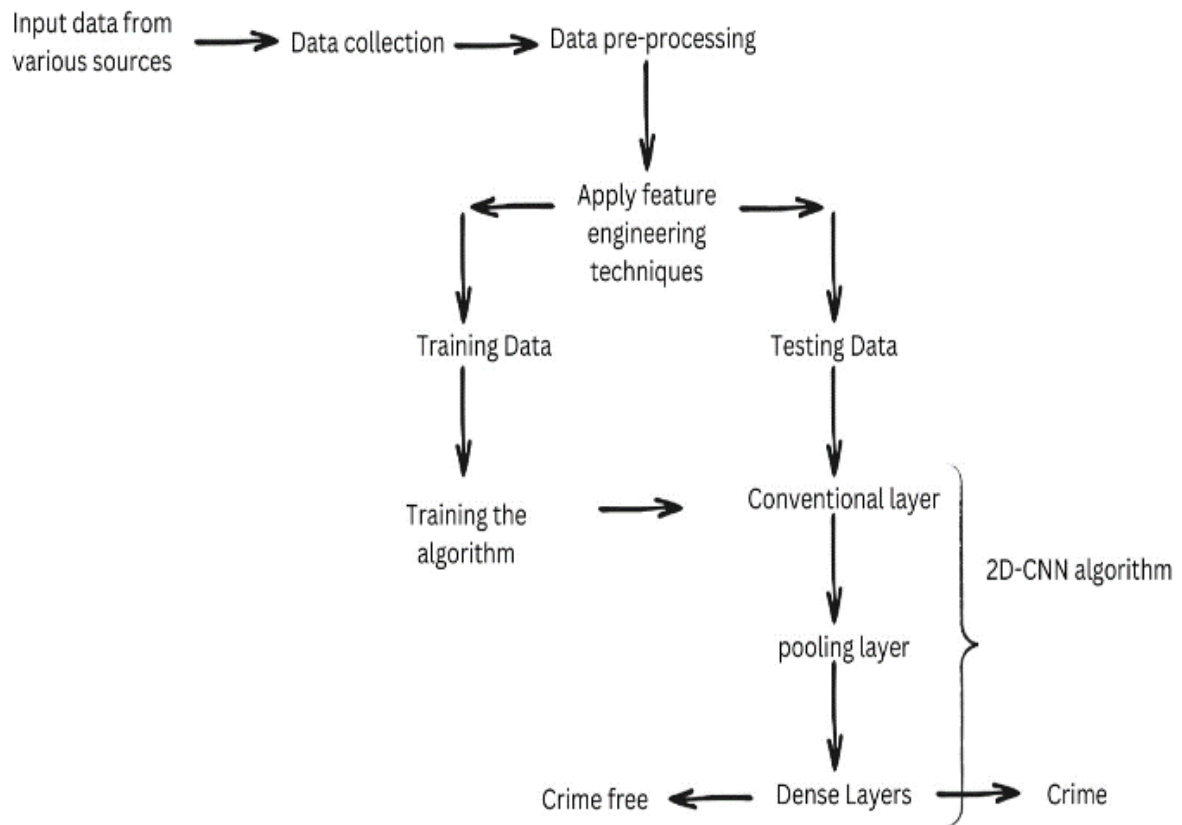 Input data from
various sources
Data collection
Data pre-processing
Apply feature
engineering
techniques
Training Data
Testing Data
Training the
algorithm
Conventional layer
2D-CNN algorithm
pooling layer
Crime free
Dense Layers
Crime